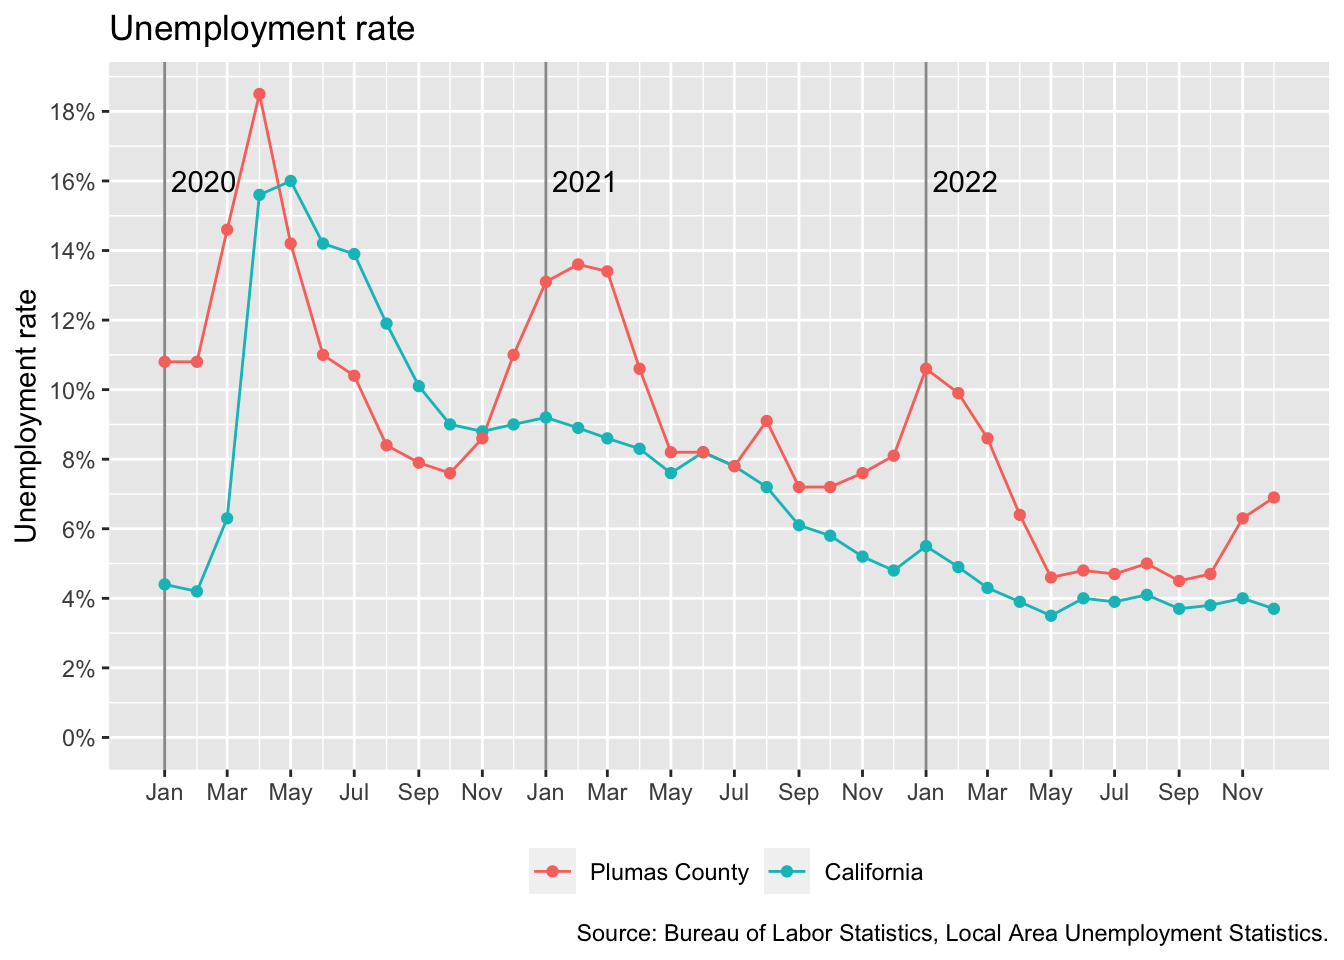 Unemployment rate
18%
16%
14%
12%
10%
8%
6%
4%
2%
0%
Unemployment rate
2020 2021 2022
Jan Mar May Jul Sep Nov Jan Mar May Jul Sep Nov Jan Mar May Jul Sep Nov
Plumas County California
Source: Bureau of Labor Statistics, Local Area Unemployment Statistics.